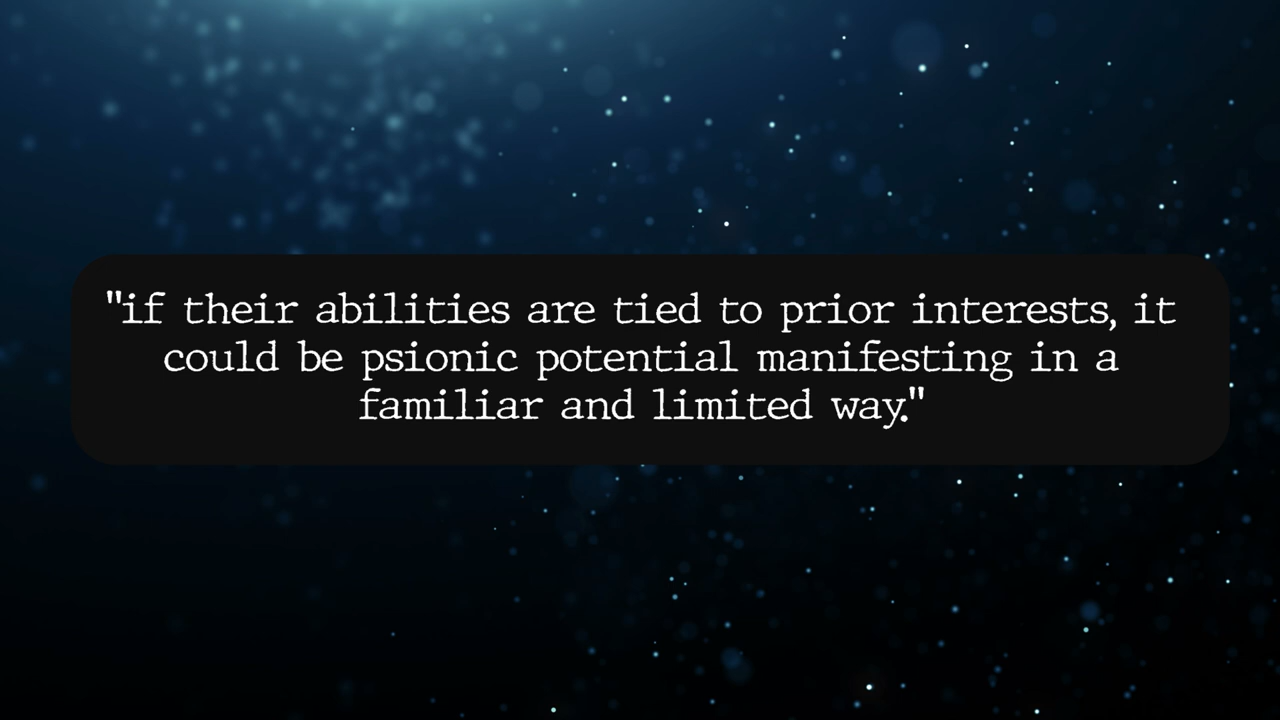 "if their abilities are tied to prior interests, it
could be psionic potential manifesting in a
familiar and limited way."